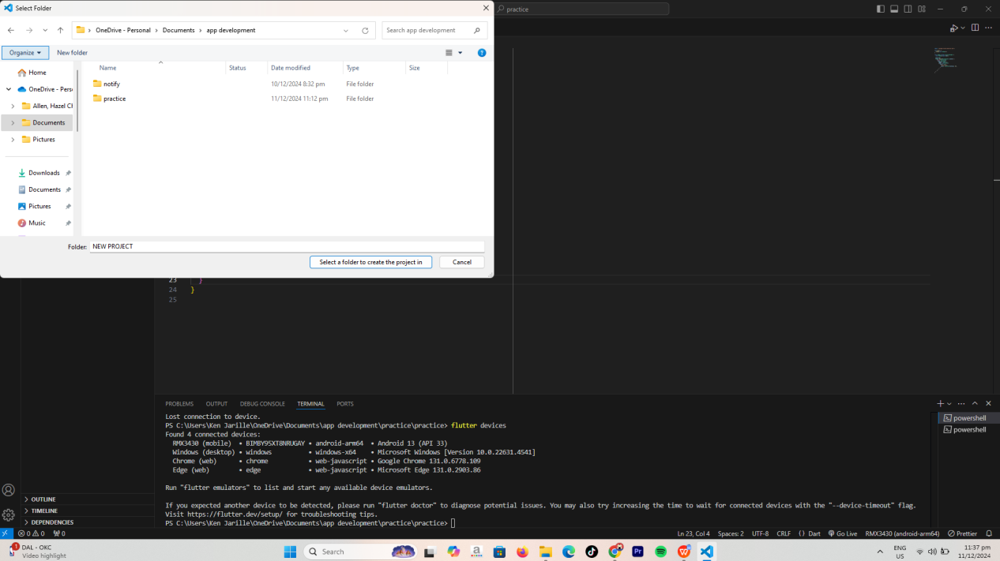 Select Folder
practice
OneDrive - Personal > Documents > app development
Search app development
Organize
New folder
Name
Status
Date modified
Type
Size
Home
OneDrive - Pers
Allen, Hazel Ch
Documents
Pictures
Downloads
Documents
Pictures
Music
notify
10/12/2024 8:32 pm
File folder
practice
11/12/2024 11:12 pm
File folder
Folder:
NEW PROJECT
Select a folder to create the project in
Cancel
23 }
24 }
25
PROBLEMS
OUTPUT
DEBUG CONSOLE
TERMINAL
PORTS
powershell
powershell
Lost connection to device.
PS C:\Users\Ken Jarille\OneDrive\Documents\app development\practice\practice> flutter devices
Found 4 connected devices:
RMX3430 (mobile) • BIMBY95XT8NRUGAY • android-arm64 • Android 13 (API 33)
Windows (desktop) • windows • windows-x64 • Microsoft Windows [Version 10.0.22631.4541]
Chrome (web) • chrome • web-javascript • Google Chrome 131.0.6778.109
Edge (web) • edge • web-javascript • Microsoft Edge 131.0.2903.86
Run "flutter emulators" to list and start any available device emulators.
If you expected another device to be detected, please run "flutter doctor" to diagnose potential issues. You may also try increasing the time to wait for connected devices with the "--device-timeout" flag.
Visit https://flutter.dev/setup/ for troubleshooting tips.
PS C:\Users\Ken Jarille\OneDrive\Documents\app development\practice\practice>
OUTLINE
TIMELINE
DEPENDENCIES
0 0 0
Ln 23, Col 4
Spaces: 2
UTF-8
CRLF
{ } Dart
Go Live
RMX3430 (android-arm64)
Prettier
1
DAL - OKC
Video highlight
Search
a
Pr
ENG
US
11:37 pm
11/12/2024